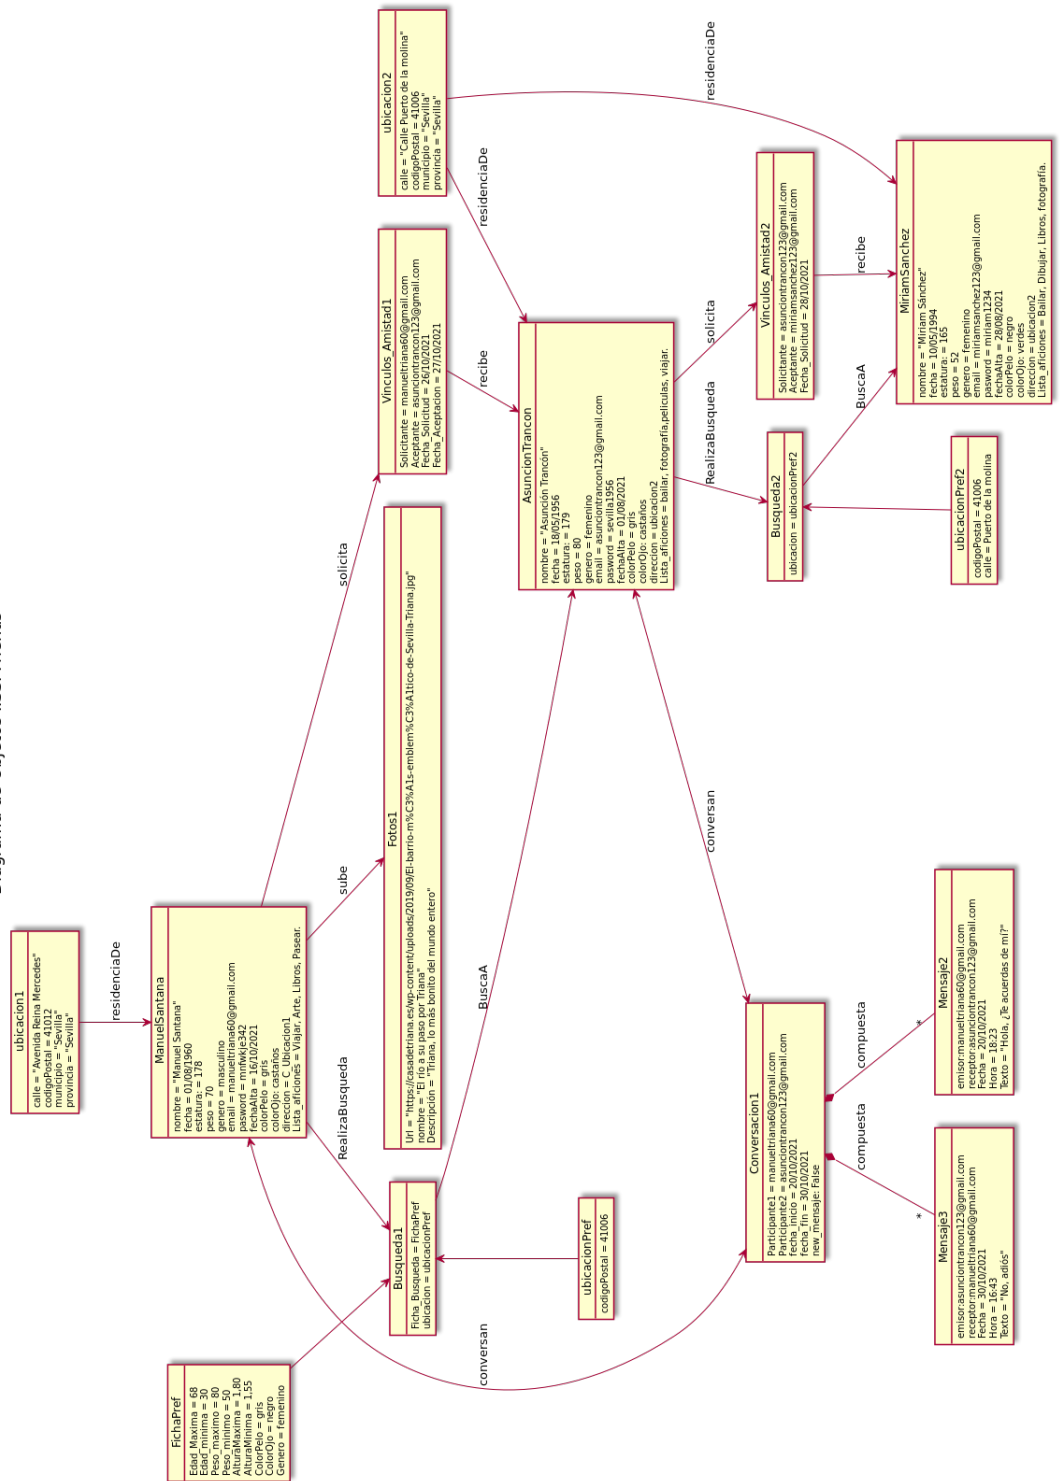 ubicacion1
calle = "Avenida Reina Mercedes"
codigoPostal = 41012
municipio = "Sevilla"
provincia = "Sevilla"
residenciaDe
FichaPref
Edad_Maxima = 68
Edad_minima = 30
Peso_maximo = 80
Peso_minimo = 50
AlturaMaxima = 1,80
AlturaMinima = 1,55
ColorPelo = gris
ColorOjo = negro
Genero = femenino
ManuelSantana
nombre = "Manuel Santana"
fecha = 01/08/1960
estatura: = 178
peso = 70
genero = masculino
email = manueltriana60@gmail.com
fechaAlta = 16/10/2021
colorPelo = gris
colorOjo: castaños
direccion = C_Ubicacion1
Lista_aficiones = Viajar, Arte, Libros, Pasear.
RealizaBusqueda
sube
solicita
Busqueda1
Ficha_Busqueda = FichaPref
ubicacion = ubicacionPref
Fotos1
Url = "https://casadetriana.es/wp-content/uploads/2019/09/El-barrio-m%C3%A1s-emblem%C3%A1tico-de-Sevilla-Triana.jpg"
nombre = "El río a su paso por Triana"
Descripción = "Triana, lo más bonito del mundo entero"
Vinculos_Amistad1
Solicitante = manueltriana60@gmail.com
Aceptante = asunciontrancon123@gmail.com
Fecha_Solicitud = 26/10/2021
Fecha_Aceptacion = 27/10/2021
ubicacion2
calle = "Calle Puerto de la molina"
codigoPostal = 41006
municipio = "Sevilla"
provincia = "Sevilla"
conversan
BuscaA
recibe
residenciaDe
ubicacionPref
codigoPostal = 41006
AsuncionTrancon
nombre = "Asunción Trancón"
fecha = 18/05/1956
estatura: = 179
peso = 80
genero = femenino
email = asunciontrancon123@gmail.com
pasword = sevilla1956
fechaAlta = 01/08/2021
colorPelo = gris
colorOjo: castaños
direccion = ubicacion2
Lista_aficiones = bailar, fotografía,peliculas, viajar.
conversan
RealizaBusqueda
solicita
residenciaDe
Conversacion1
Participante1 = manueltriana60@gmail.com
Participante2 = asunciontrancon123@gmail.com
fecha_inicio = 20/10/2021
fecha_fin = 30/10/2021
new_mensaje: False
Busqueda2
ubicacion = ubicacionPref2
Vinculos_Amistad2
Solicitante = asunciontrancon123@gmail.com
Aceptante = miriamsanchez123@gmail.com
Fecha_Solicitud = 28/10/2021
compuesta
compuesta
BuscaA
recibe
*
*
Mensaje3
emisor:asunciontrancon123@gmail.com
receptor:manueltriana60@gmail.com
Fecha = 30/10/2021
Hora = 16:43
Texto = "No, adiós"
Mensaje2
emisor:manueltriana60@gmail.com
receptor:asunciontrancon123@gmail.com
Fecha = 20/10/2021
Hora = 18:23
Texto = "Hola, ¿Te acuerdas de mi?"
ubicacionPref2
codigoPostal = 41006
calle = Puerto de la molina
MiriamSanchez
nombre = "Miriam Sánchez"
fecha = 10/05/1994
estatura: = 165
peso = 52
genero = femenino
email = miriamsanchez123@gmail.com
pasword = miriam1234
fechaAlta = 28/08/2021
colorPelo = negro
colorOjo: verdes
direccion = ubicacion2
Lista_aficiones = Bailar, Dibujar, Libros, fotografía.